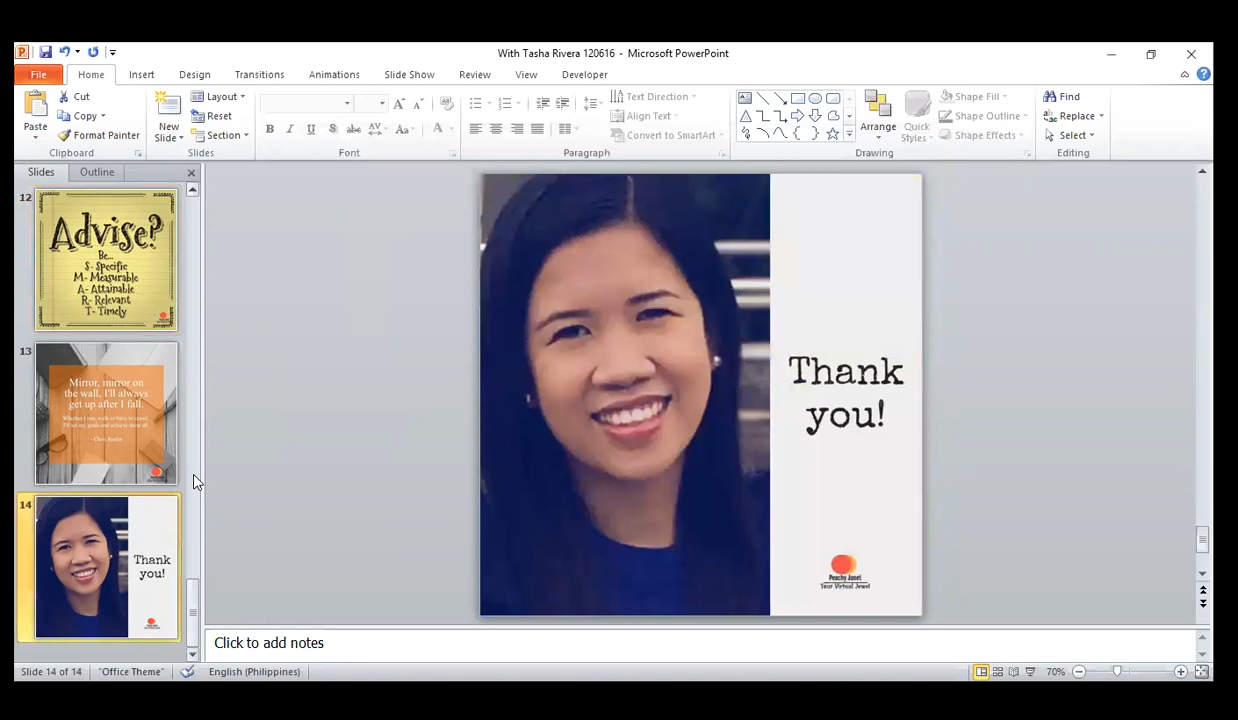 With Tasha Rivera 120616 - Microsoft PowerPoint
File Home Insert Design Transitions Animations Slide Show Review View Developer
Paste
Cut
Copy
Format Painter
Clipboard
New
Slide
Layout
Reset
Section
Slides
Font
Text Direction
Align Text
Convert to SmartArt
Paragraph
Arrange
Quick
Styles
Shape Fill
Shape Outline
Shape Effects
Drawing
Find
Replace
Select
Editing
Slides Outline
12
Advise?
Be...
S- Specific
M- Measurable
A- Attainable
R- Relevant
T- Timely
13
Mirror, mirror on
the wall, I'll always
get up after I fall.
14
Thank
you!
Thank
you!
Peachy Janet
Your Virtual Jewel
Click to add notes
Slide 14 of 14 "Office Theme" English (Philippines) 70%